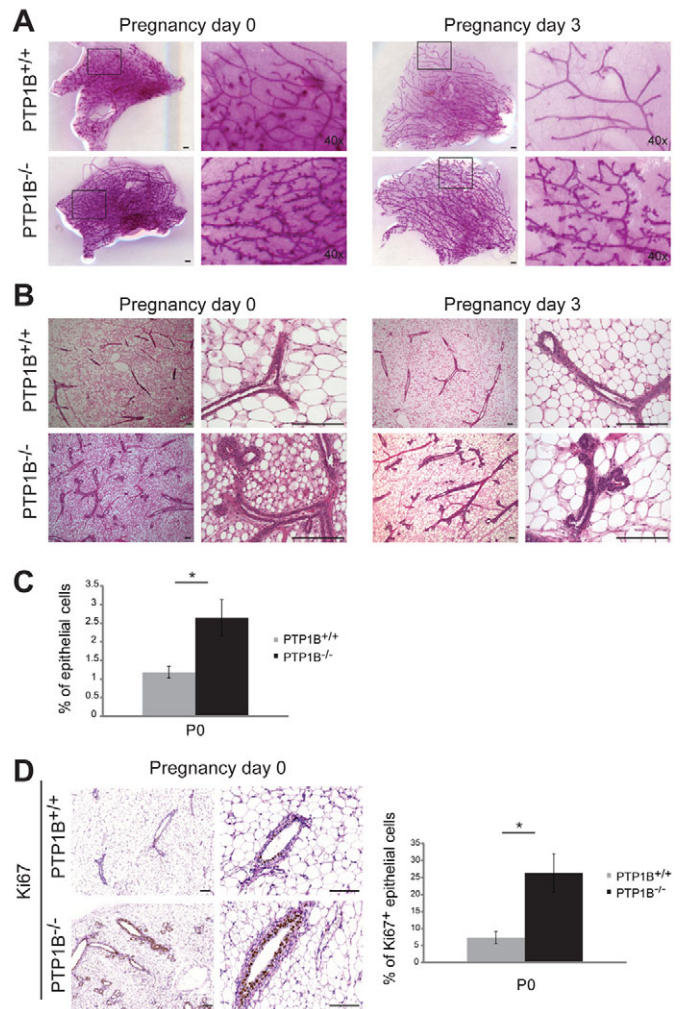 A
Pregnancy day 0
Pregnancy day 3
PTP1B+/+
40x
40x
PTP1B-/-
40x
40x
B
Pregnancy day 0
Pregnancy day 3
PTP1B+/+
PTP1B-/-
C
% of epithelial cells
3.5
3
2.5
2
1.5
1
0.5
0
*
P0
PTP1B+/+
PTP1B-/-
D
Pregnancy day 0
Ki67
PTP1B+/+
PTP1B-/-
% of Ki67+ epithelial cells
35
30
25
20
15
10
5
0
*
P0
PTP1B+/+
PTP1B-/-